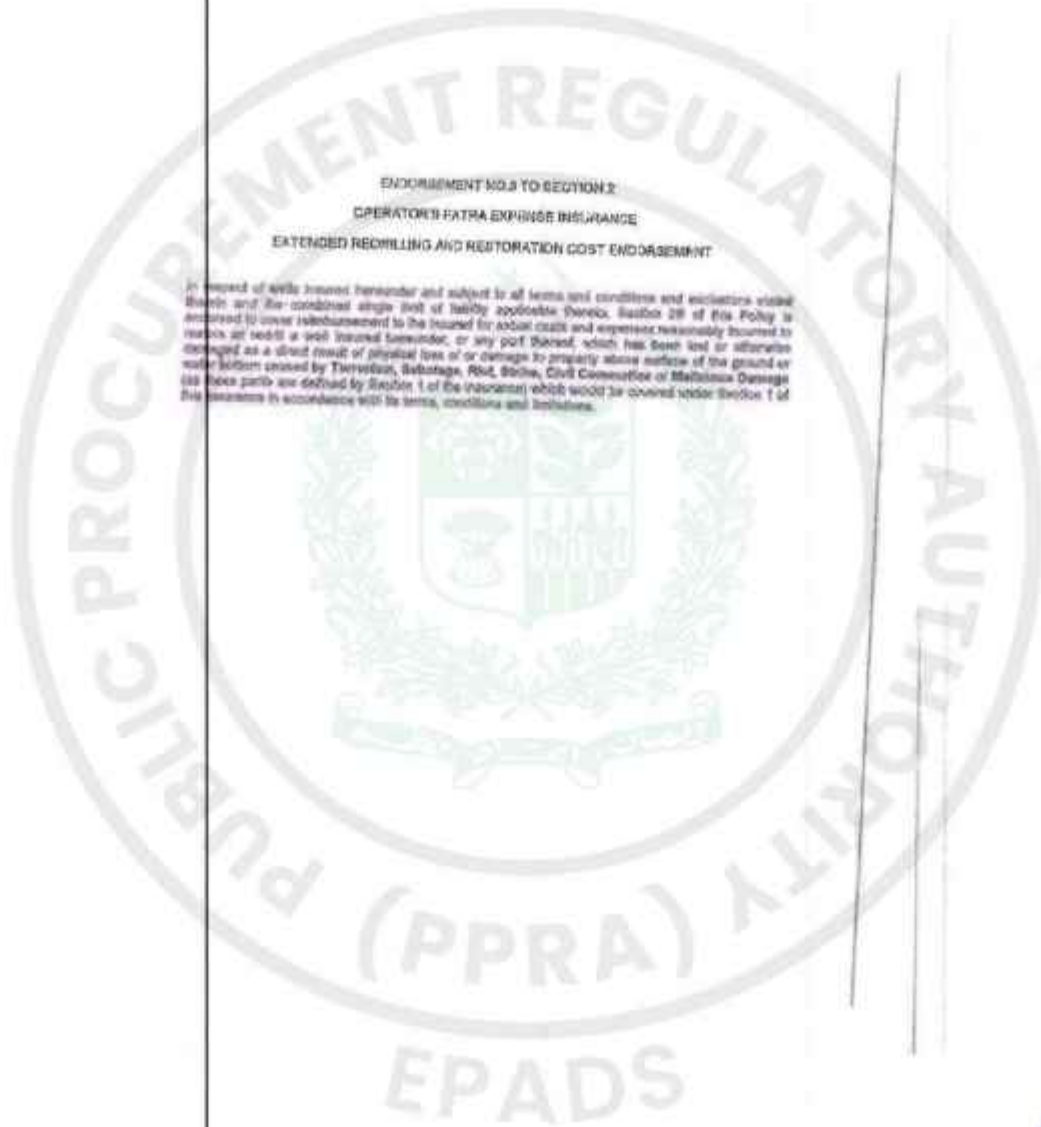 PUBLIC PROCUREMENT REGULATORY AUTHORITY
(PPRA)
ENDORSEMENT NO.3 TO SECTION 2
OPERATOR'S EXTRA EXPENSE INSURANCE
EXTENDED REDRILLING AND RESTORATION COST ENDORSEMENT
In respect of wells insured hereunder and subject to all terms and conditions and exclusions stated
therein and the combined single limit of liability applicable thereto, Section 2B of this Policy is
to cover reimbursement to the Insured for actual costs and expenses reasonably incurred to
restore or redrill a well insured hereunder, or any part thereof, which has been lost or otherwise
damaged as a direct result of physical loss of or damage to property above surface of the ground or
water bottom caused by Terrorism, Sabotage, Riot, Strike, Civil Commotion or Malicious Damage
(as these perils are defined by Section 1 of the insurance) which would be covered under Section 1 of
this insurance in accordance with its terms, conditions and limitations.
EPADS